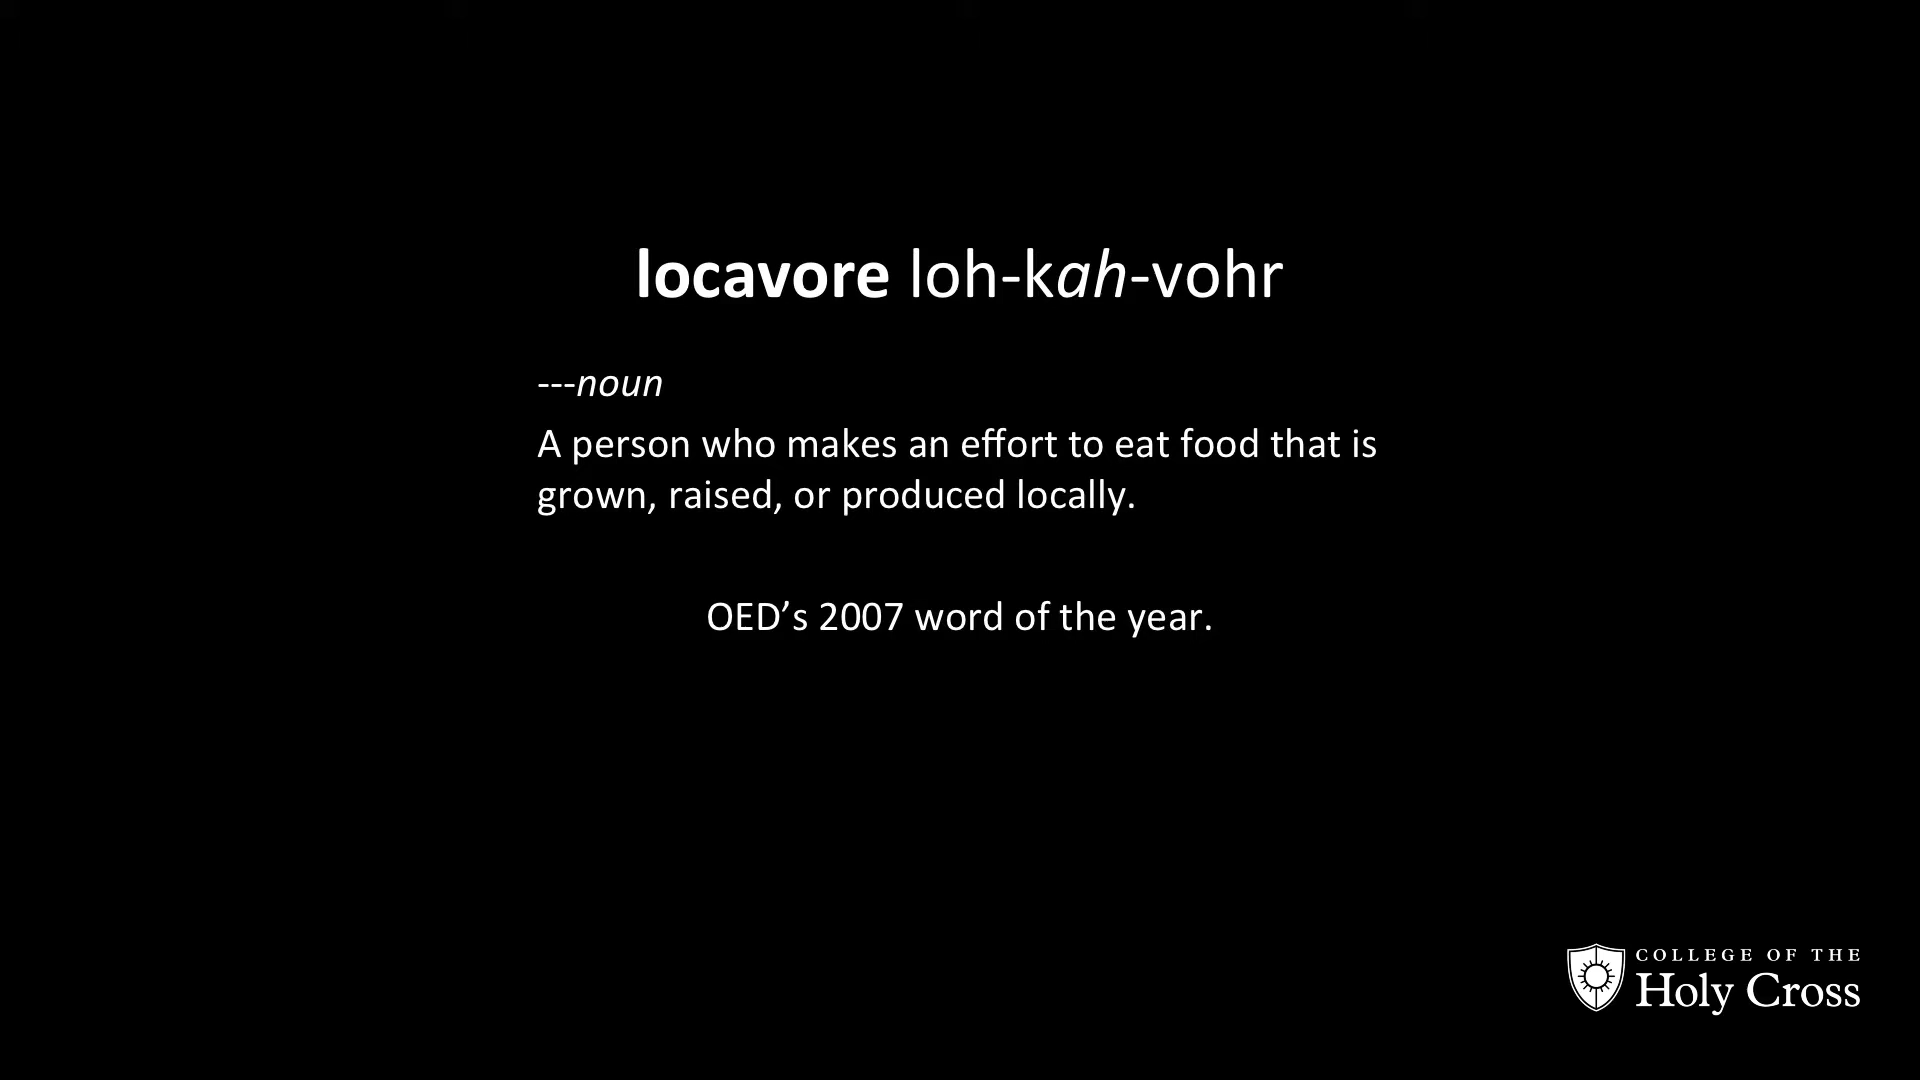 locavore loh-kah-vohr
---noun
A person who makes an effort to eat food that is
grown, raised, or produced locally.
OED’s 2007 word of the year.
COLLEGE OF THE
Holy Cross